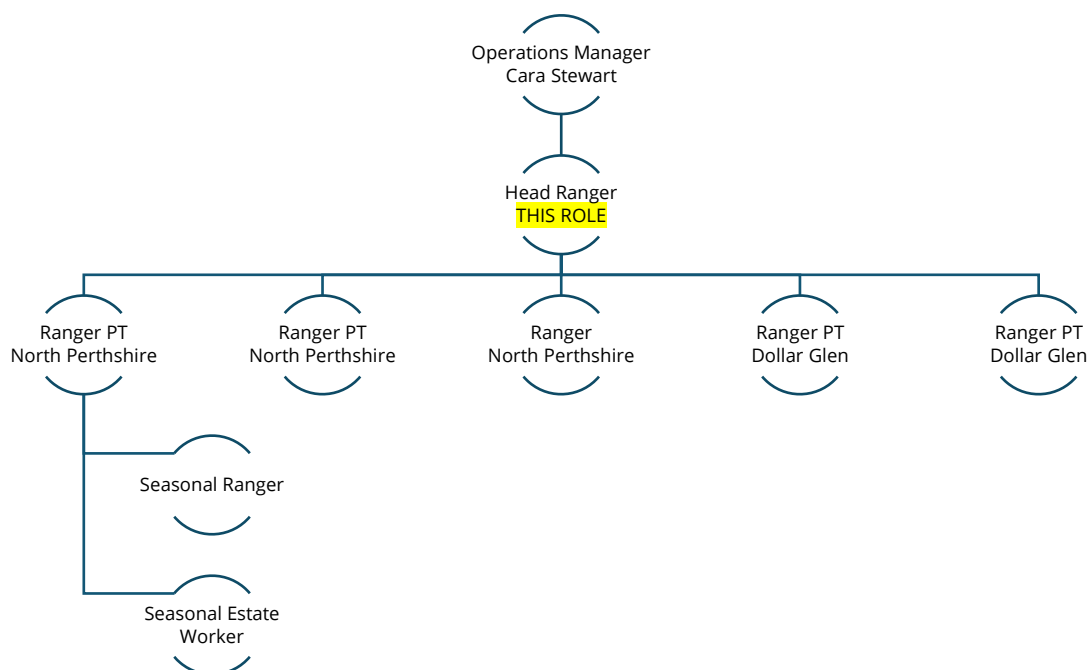 Operations Manager
Cara Stewart
Head Ranger
THIS ROLE
Ranger PT
North Perthshire
Ranger PT
North Perthshire
Ranger
North Perthshire
Ranger PT
Dollar Glen
Ranger PT
Dollar Glen
Seasonal Ranger
Seasonal Estate
Worker